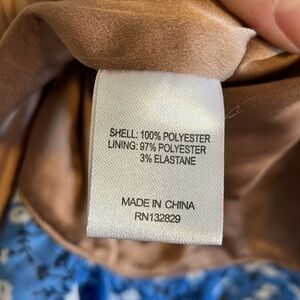 SHELL: 100% POLYESTER
LINING: 97% POLYESTER
3% ELASTANE
MADE IN CHINA
RN132829